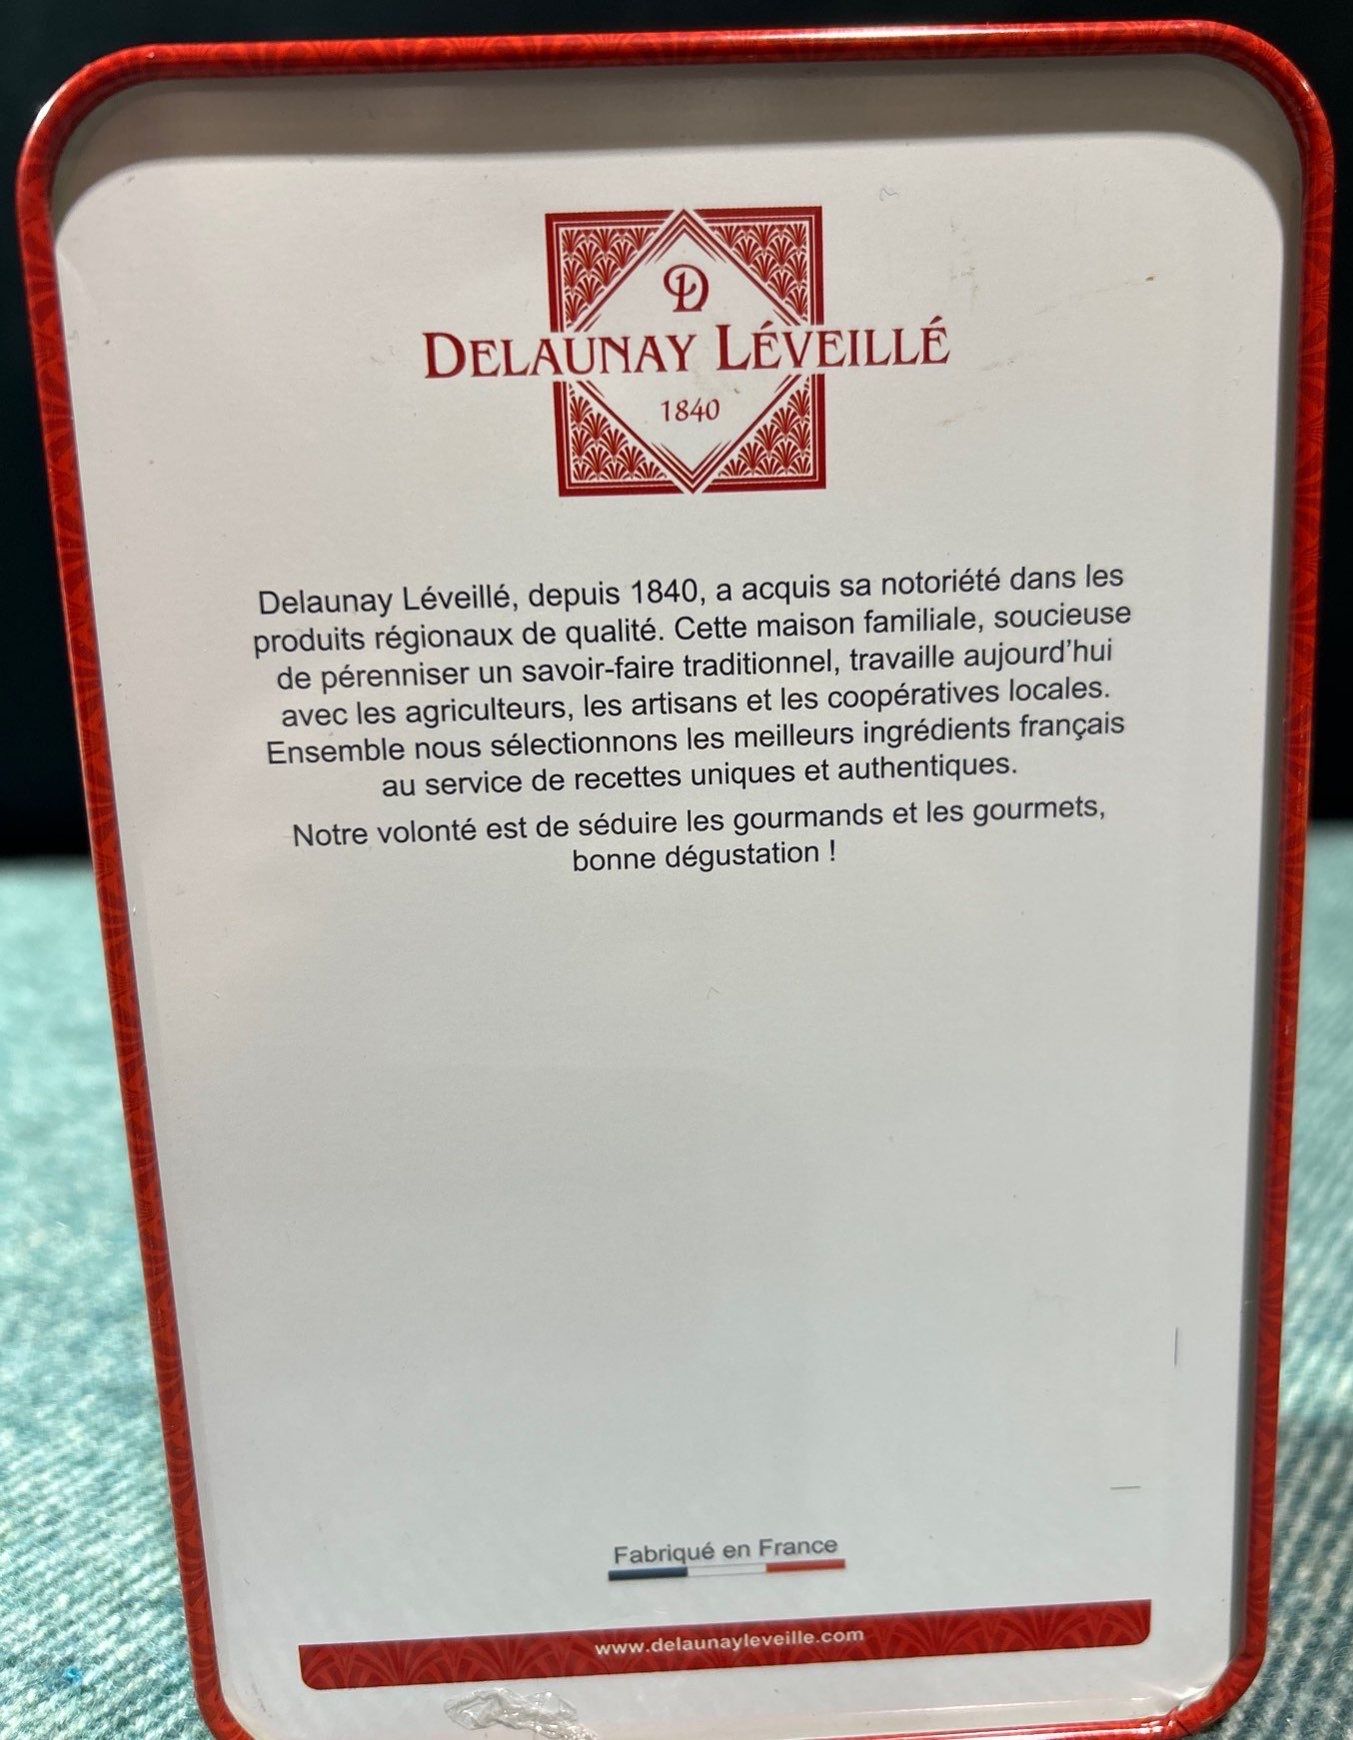 DL
DELAUNAY LÉVEILLÉ
1840
Delaunay Léveillé, depuis 1840, a acquis sa notoriété dans les
produits régionaux de qualité. Cette maison familiale, soucieuse
de pérenniser un savoir-faire traditionnel, travaille aujourd'hui
avec les agriculteurs, les artisans et les coopératives locales.
Ensemble nous sélectionnons les meilleurs ingrédients français
au service de recettes uniques et authentiques.
Notre volonté est de séduire les gourmands et les gourmets,
bonne dégustation !
Fabriqué en France
www.delaunayleveille.com